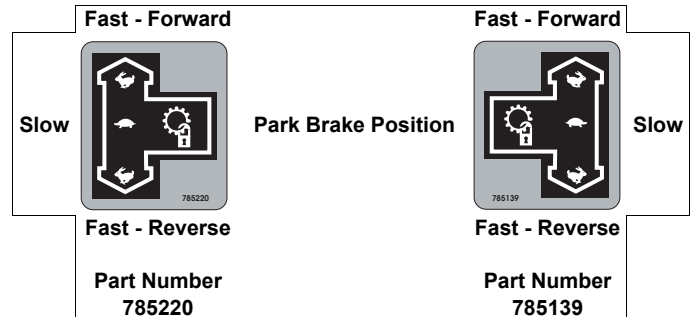 Fast - Forward Fast - Forward
Slow Park Brake Position Slow
785220 785139
Fast - Reverse Fast - Reverse
Part Number Part Number
785220 785139